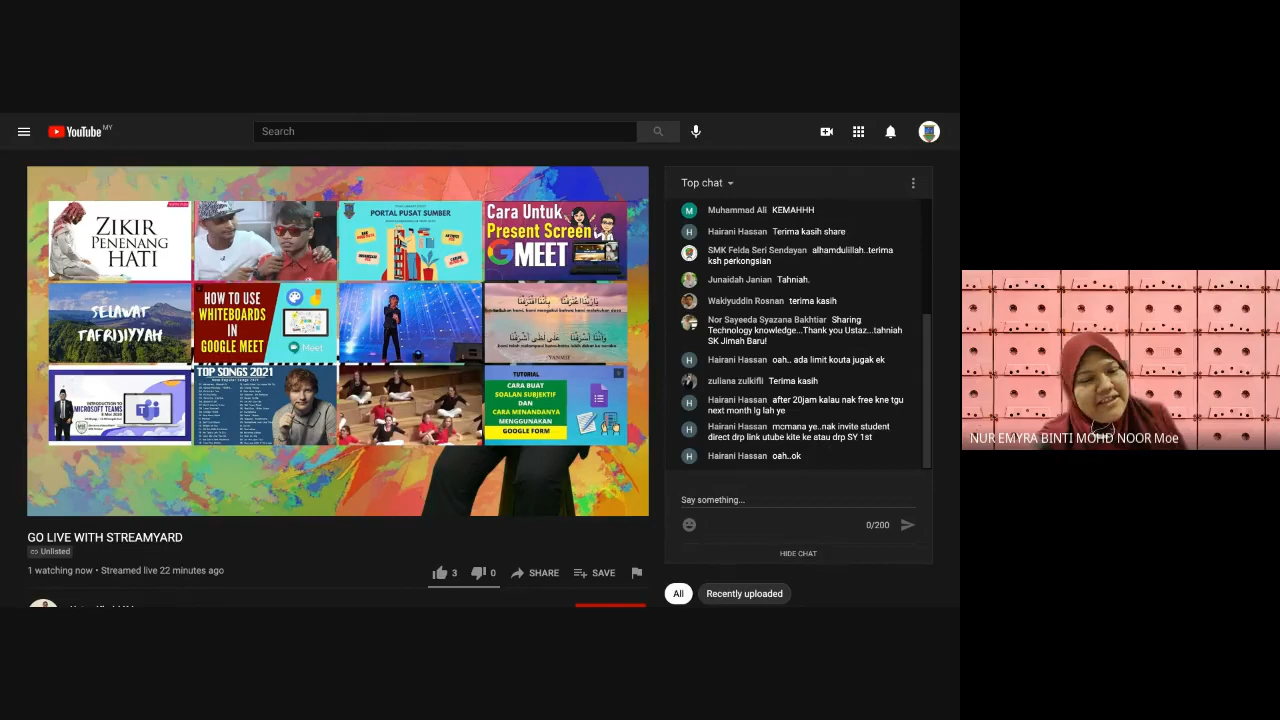 YouTube MY
Search
ZIKIR
PENENANG
HATI
PORTAL PUSAT SUMBER
Cara Untuk
Present Screen
GMEET
SELAWAT
TAFRIJIYYAH
HOW TO USE
WHITEBOARDS
IN
GOOGLE MEET
Meet
INTRODUCTION TO
MICROSOFT TEAMS
TOP SONGS 2021
TUTORIAL
CARA BUAT
SOALAN SUBJEKTIF
DAN
CARA MENANDANYA
MENGGUNAKAN
GOOGLE FORM
GO LIVE WITH STREAMYARD
Unlisted
1 watching now • Streamed live 22 minutes ago
3
0
SHARE
SAVE
Top chat
M Muhammad Ali KEMAHHH
H Hairani Hassan Terima kasih share
SMK Felda Seri Sendayan alhamdulillah..terima
ksh perkongsian
Junaidah Janian Tahniah.
Wakiyuddin Rosnan terima kasih
Nor Sayeeda Syazana Bakhtiar Sharing
Technology knowledge...Thank you Ustaz...tahniah
SK Jimah Baru!
H Hairani Hassan oah.. ada limit kouta jugak ek
zuliana zulkifli Terima kasih
H Hairani Hassan after 20jam kalau nak free kne tgu
next month lg lah ye
H Hairani Hassan mcmana ye..nak invite student
direct drp link utube kite ke atau drp SY 1st
H Hairani Hassan oah..ok
Say something...
0/200
HIDE CHAT
All
Recently uploaded
NUR EMYRA BINTI MOHD NOOR Moe